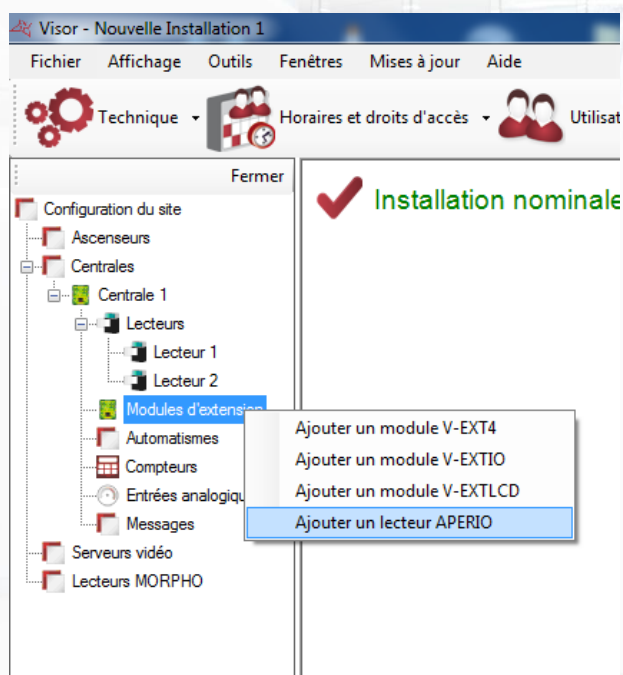 Visor - Nouvelle Installation 1
Fichier Affichage Outils Fenêtres Mises à jour Aide
Technique Horaires et droits d'accès Utilisat
Fermer
Installation nominale
Configuration du site
Ascenseurs
Centrales
Centrale 1
Lecteurs
Lecteur 1
Lecteur 2
Modules d'extension
Ajouter un module V-EXT4
Automatismes
Ajouter un module V-EXTIO
Compteurs
Ajouter un module V-EXTLCD
Entrées analogiqu
Ajouter un lecteur APERIO
Messages
Serveurs vidéo
Lecteurs MORPHO